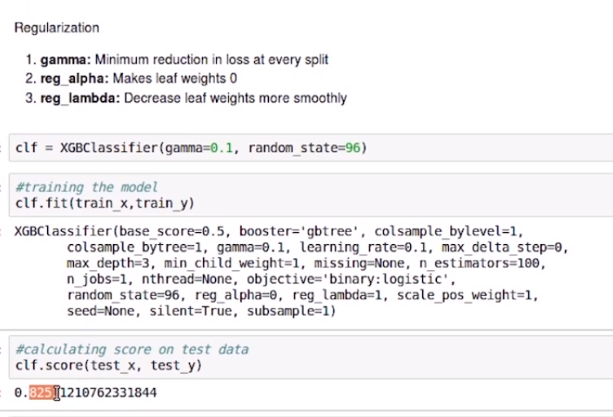 Regularization
1. gamma: Minimum reduction in loss at every split
2. reg_alpha: Makes leaf weights 0
3. reg_lambda: Decrease leaf weights more smoothly
clf = XGBClassifier(gamma=0.1, random_state=96)
#training the model
clf.fit(train_x,train_y)
XGBClassifier(base_score=0.5, booster='gbtree', colsample_bylevel=1,
colsample_bytree=1, gamma=0.1, learning_rate=0.1, max_delta_step=0,
max_depth=3, min_child_weight=1, missing=None, n_estimators=100,
n_jobs=1, nthread=None, objective='binary:logistic',
random_state=96, reg_alpha=0, reg_lambda=1, scale_pos_weight=1,
seed=None, silent=True, subsample=1)
#calculating score on test data
clf.score(test_x, test_y)